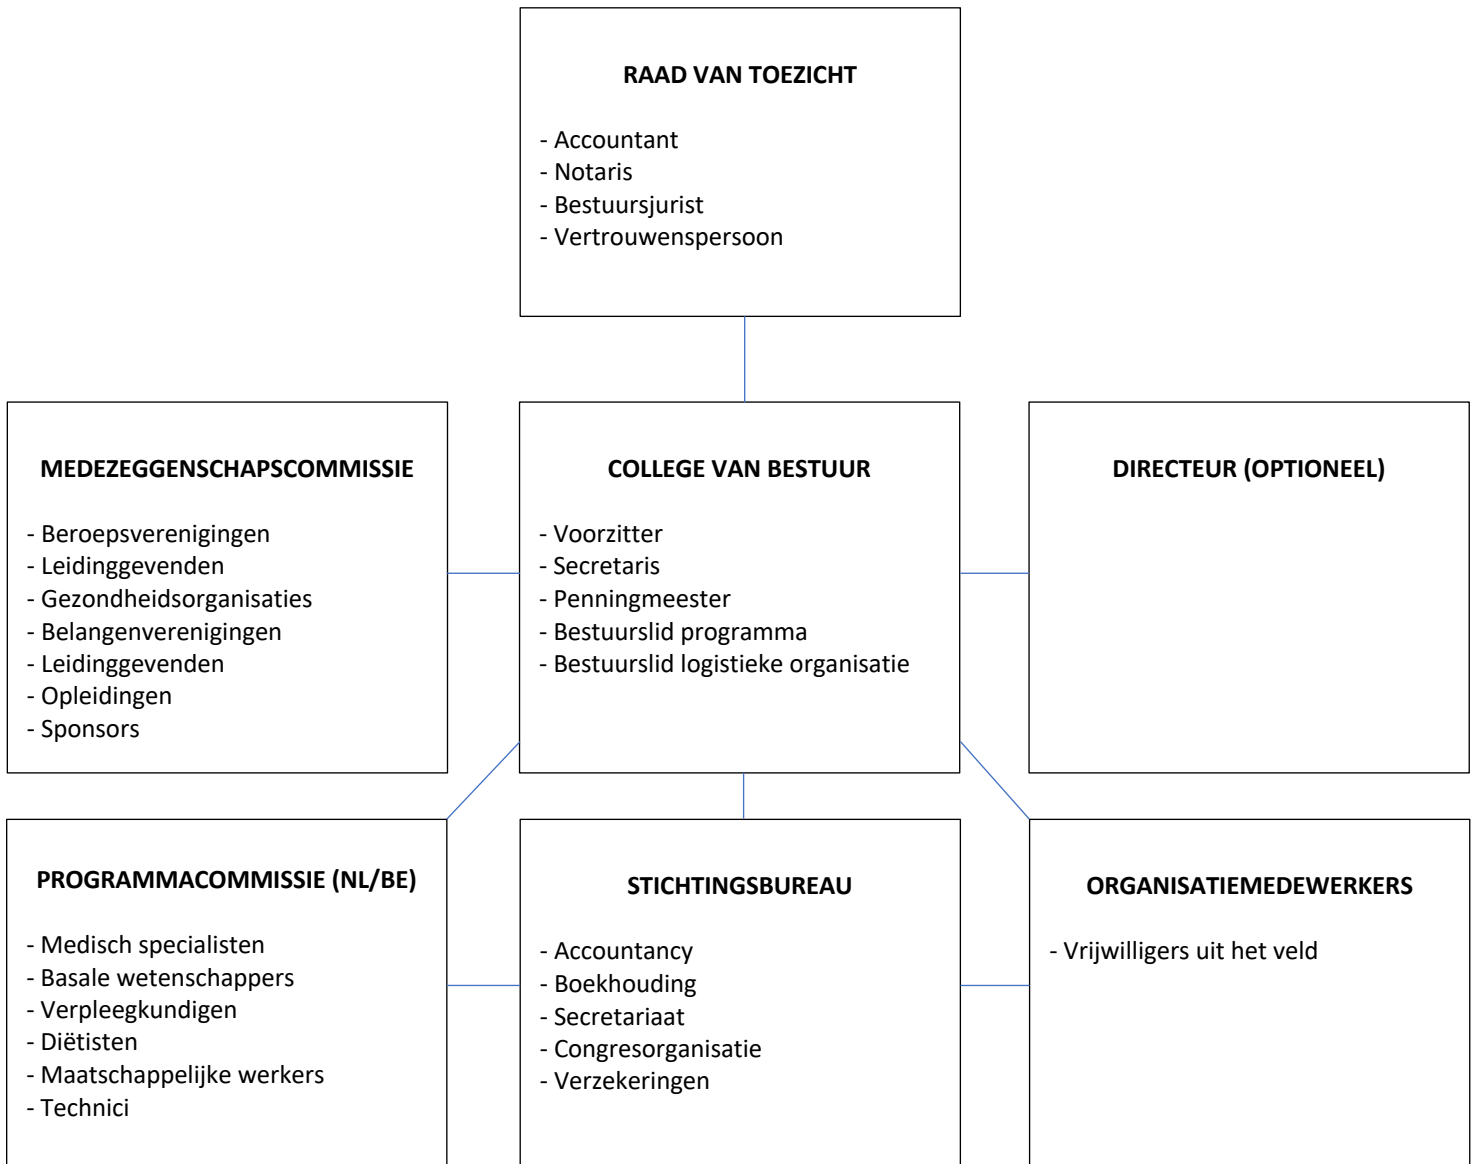 RAAD VAN TOEZICHT
- Accountant
- Notaris
- Bestuursjurist
- Vertrouwenspersoon
MEDEZEGGENSCHAPSCOMMISSIE
- Beroepsverenigingen
- Leidinggevenden
- Gezondheidsorganisaties
- Belangenverenigingen
- Leidinggevenden
- Opleidingen
- Sponsors
COLLEGE VAN BESTUUR
- Voorzitter
- Secretaris
- Penningmeester
- Bestuurslid programma
- Bestuurslid logistieke organisatie
DIRECTEUR (OPTIONEEL)
PROGRAMMACOMMISSIE (NL/BE)
- Medisch specialisten
- Basale wetenschappers
- Verpleegkundigen
- Diëtisten
- Maatschappelijke werkers
- Technici
STICHTINGSBUREAU
- Accountancy
- Boekhouding
- Secretariaat
- Congresorganisatie
- Verzekeringen
ORGANISATIEMEDEWERKERS
- Vrijwilligers uit het veld